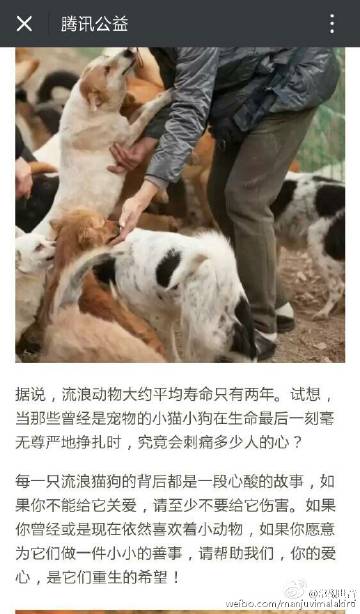 腾讯公益
据说，流浪动物大约平均寿命只有两年。试想，
当那些曾经是宠物的小猫小狗在生命最后一刻毫
无尊严地挣扎时，究竟会刺痛多少人的心？
每一只流浪猫狗的背后都是一段心酸的故事，如
果你不能给它关爱，请至少不要给它伤害。如果
你曾经或是现在依然喜欢着小动物，如果你愿意
为它们做一件小小的善事，请帮助我们，你的爱
心，是它们重生的希望！
weibo.com/manjuvimalakirti